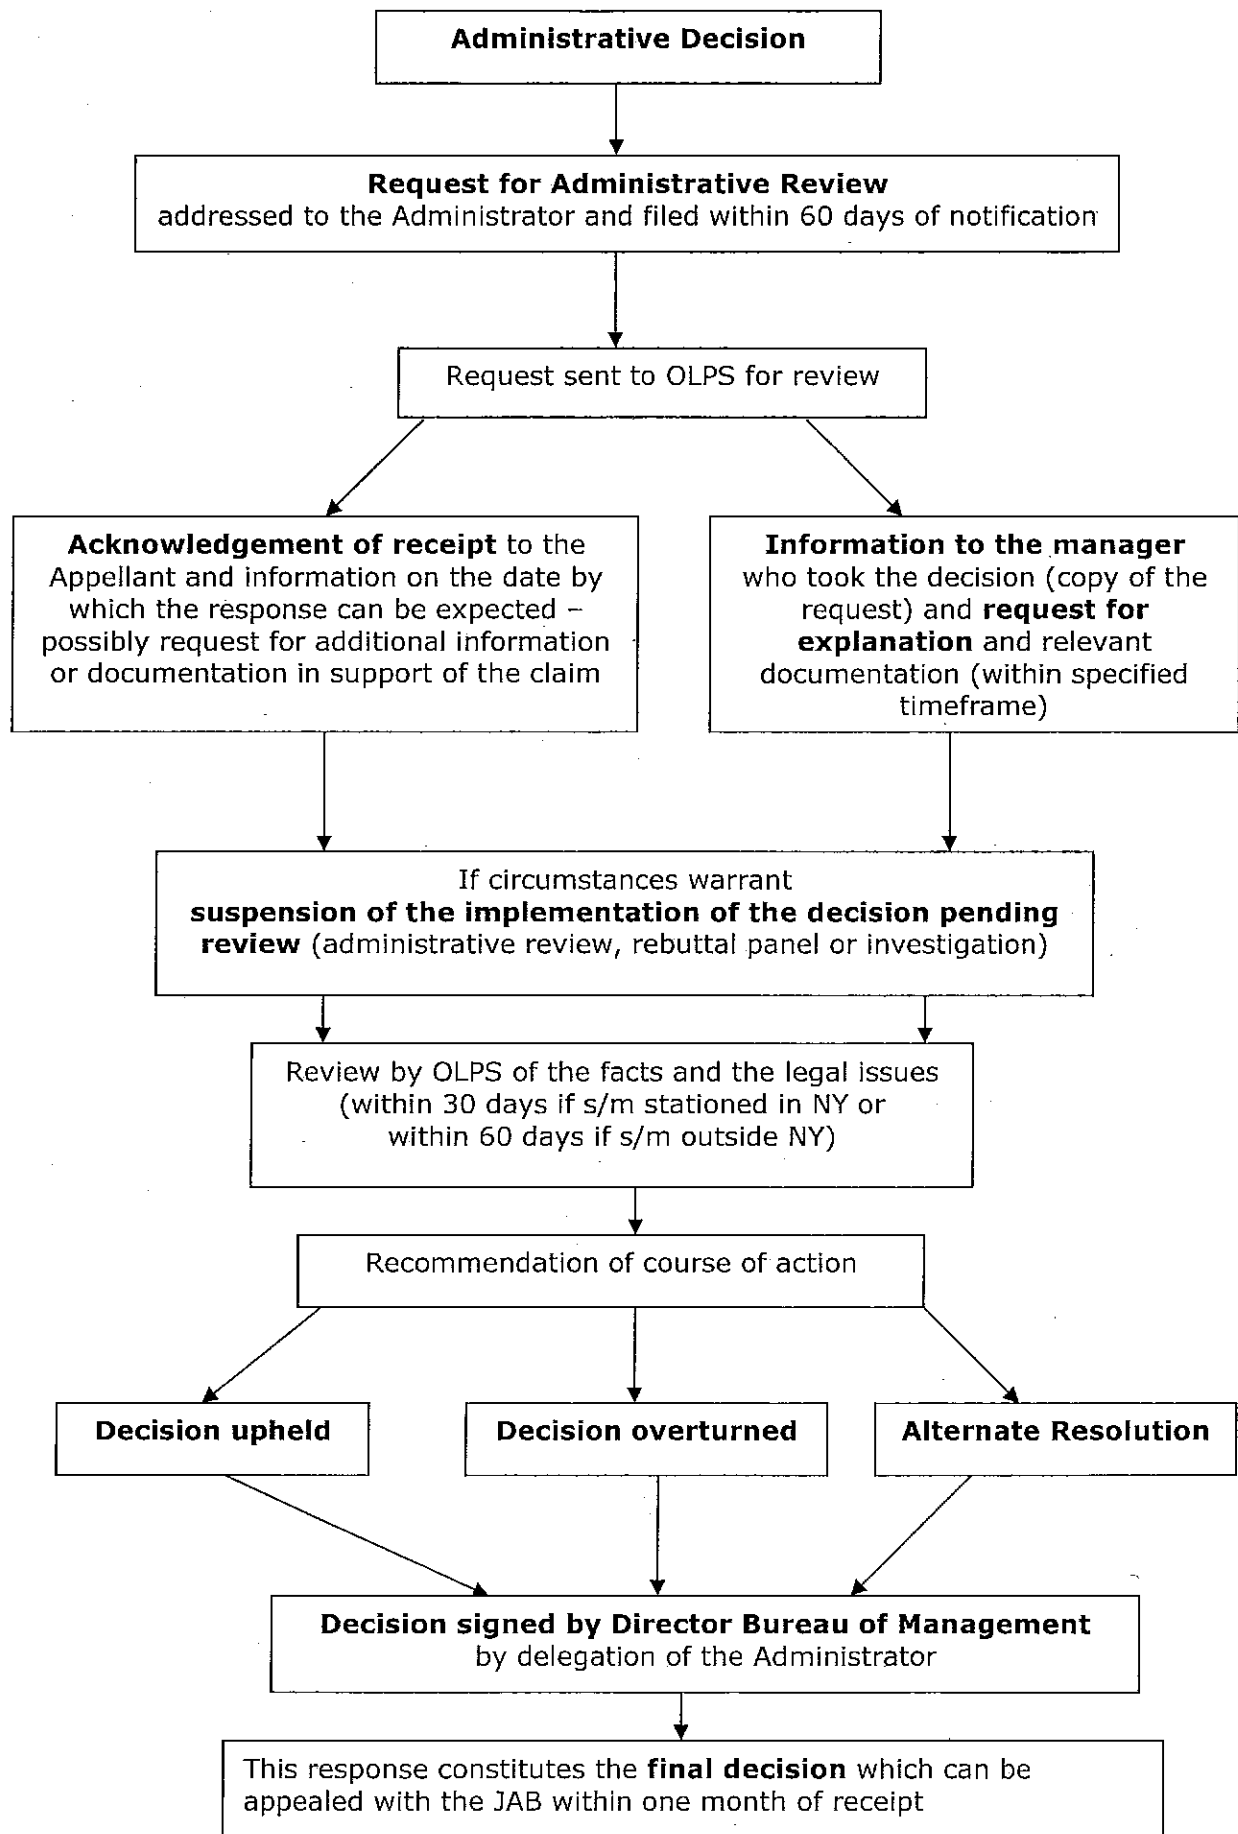 Administrative Decision
Request for Administrative Review
addressed to the Administrator and filed within 60 days of notification
Request sent to OLPS for review
Acknowledgement of receipt to the
Appellant and information on the date by
which the response can be expected –
possibly request for additional information
or documentation in support of the claim
Information to the manager
who took the decision (copy of the
request) and request for
explanation and relevant
documentation (within specified
timeframe)
If circumstances warrant
suspension of the implementation of the decision pending
review (administrative review, rebuttal panel or investigation)
Review by OLPS of the facts and the legal issues
(within 30 days if s/m stationed in NY or
within 60 days if s/m outside NY)
Recommendation of course of action
Decision upheld
Decision overturned
Alternate Resolution
Decision signed by Director Bureau of Management
by delegation of the Administrator
This response constitutes the final decision which can be
appealed with the JAB within one month of receipt